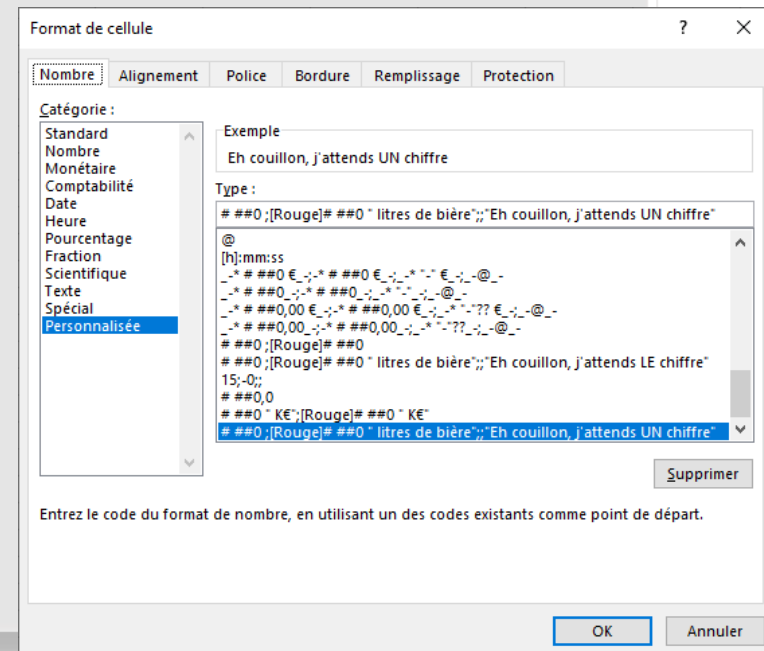 Format de cellule ? ×
Nombre Alignement Police Bordure Remplissage Protection
Catégorie :
Standard
Nombre
Monétaire
Comptabilité
Date
Heure
Pourcentage
Fraction
Scientifique
Texte
Spécial
Personnalisée
Exemple
Eh couillon, j'attends UN chiffre
Type :
# ##0 ;[Rouge]# ##0 " litres de bière";;"Eh couillon, j'attends UN chiffre"
@
[h]:mm:ss
_-* # ##0 €_-;-* # ##0 €_-;_-* "-" €_-;_-@_-
_-* # ##0_-;-* # ##0_-;_-* "-"_-;_-@_-
_-* # ##0,00 €_-;-* # ##0,00 €_-;_-* "-"?? €_-;_-@_-
_-* # ##0,00_-;-* # ##0,00_-;_-* "-"??_-;_-@_-
# ##0 ;[Rouge]# ##0
# ##0 ;[Rouge]# ##0 " litres de bière";;"Eh couillon, j'attends LE chiffre"
15;-0;;
# ##0,0
# ##0 " K€";[Rouge]# ##0 " K€"
# ##0 ;[Rouge]# ##0 " litres de bière";;"Eh couillon, j'attends UN chiffre"
Supprimer
Entrez le code du format de nombre, en utilisant un des codes existants comme point de départ.
OK Annuler